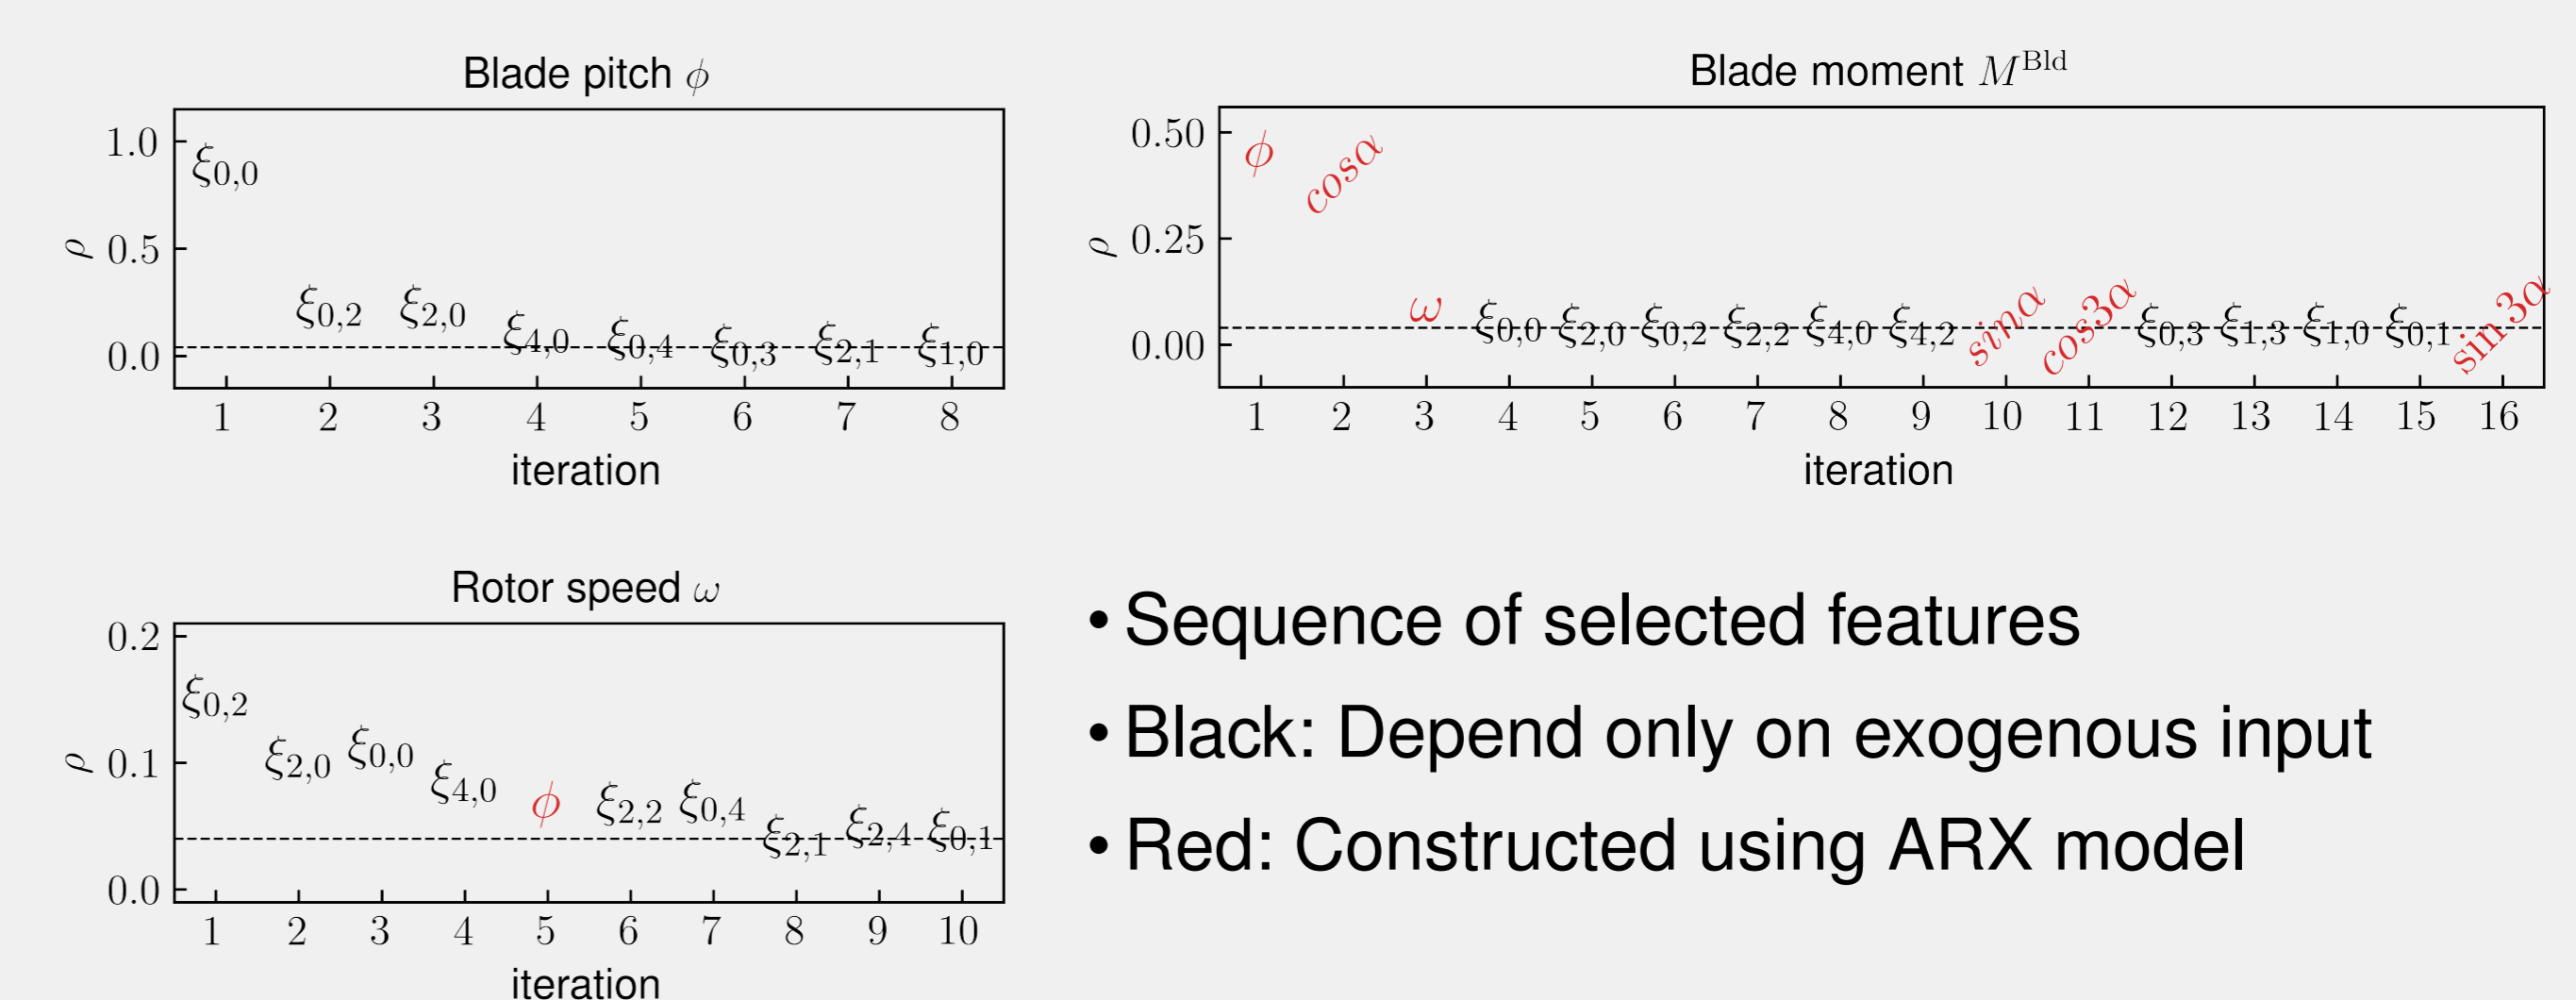 Blade pitch ϕ
1.0
0.5
0.0
ρ
ξ0,0
ξ0,2
ξ2,0
ξ4,0
ξ0,4
ξ0,3
ξ2,1
ξ1,0
1 2 3 4 5 6 7 8
iteration
Blade moment M^Bld
0.50
0.25
0.00
ρ
ϕ
cosα
ω
ξ0,0
ξ2,0
ξ0,2
ξ2,2
ξ4,0
ξ4,2
sinα
cos3α
ξ0,3
ξ1,3
ξ1,0
ξ0,1
sin 3α
1 2 3 4 5 6 7 8 9 10 11 12 13 14 15 16
iteration
Rotor speed ω
0.2
0.1
0.0
ρ
ξ0,2
ξ2,0
ξ0,0
ξ4,0
ϕ
ξ2,2
ξ0,4
ξ2,1
ξ2,4
ξ0,1
1 2 3 4 5 6 7 8 9 10
iteration
• Sequence of selected features
• Black: Depend only on exogenous input
• Red: Constructed using ARX model